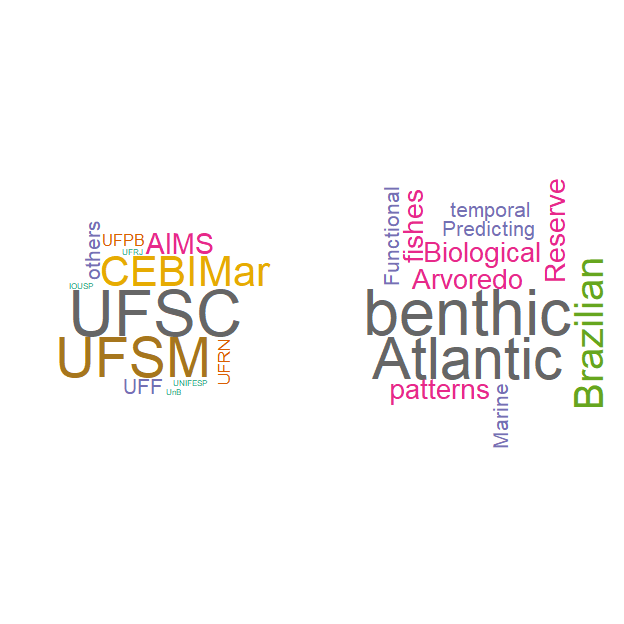 others
UFPB
AIMS
UFRJ
CEBIMar
IOUSP
UFSC
UFSM
UFRN
UFF
UNIFESP
UnB
Functional
fishes
temporal
Predicting
Reserve
Biological
Arvoredo
benthic
Atlantic
Brazilian
patterns
Marine